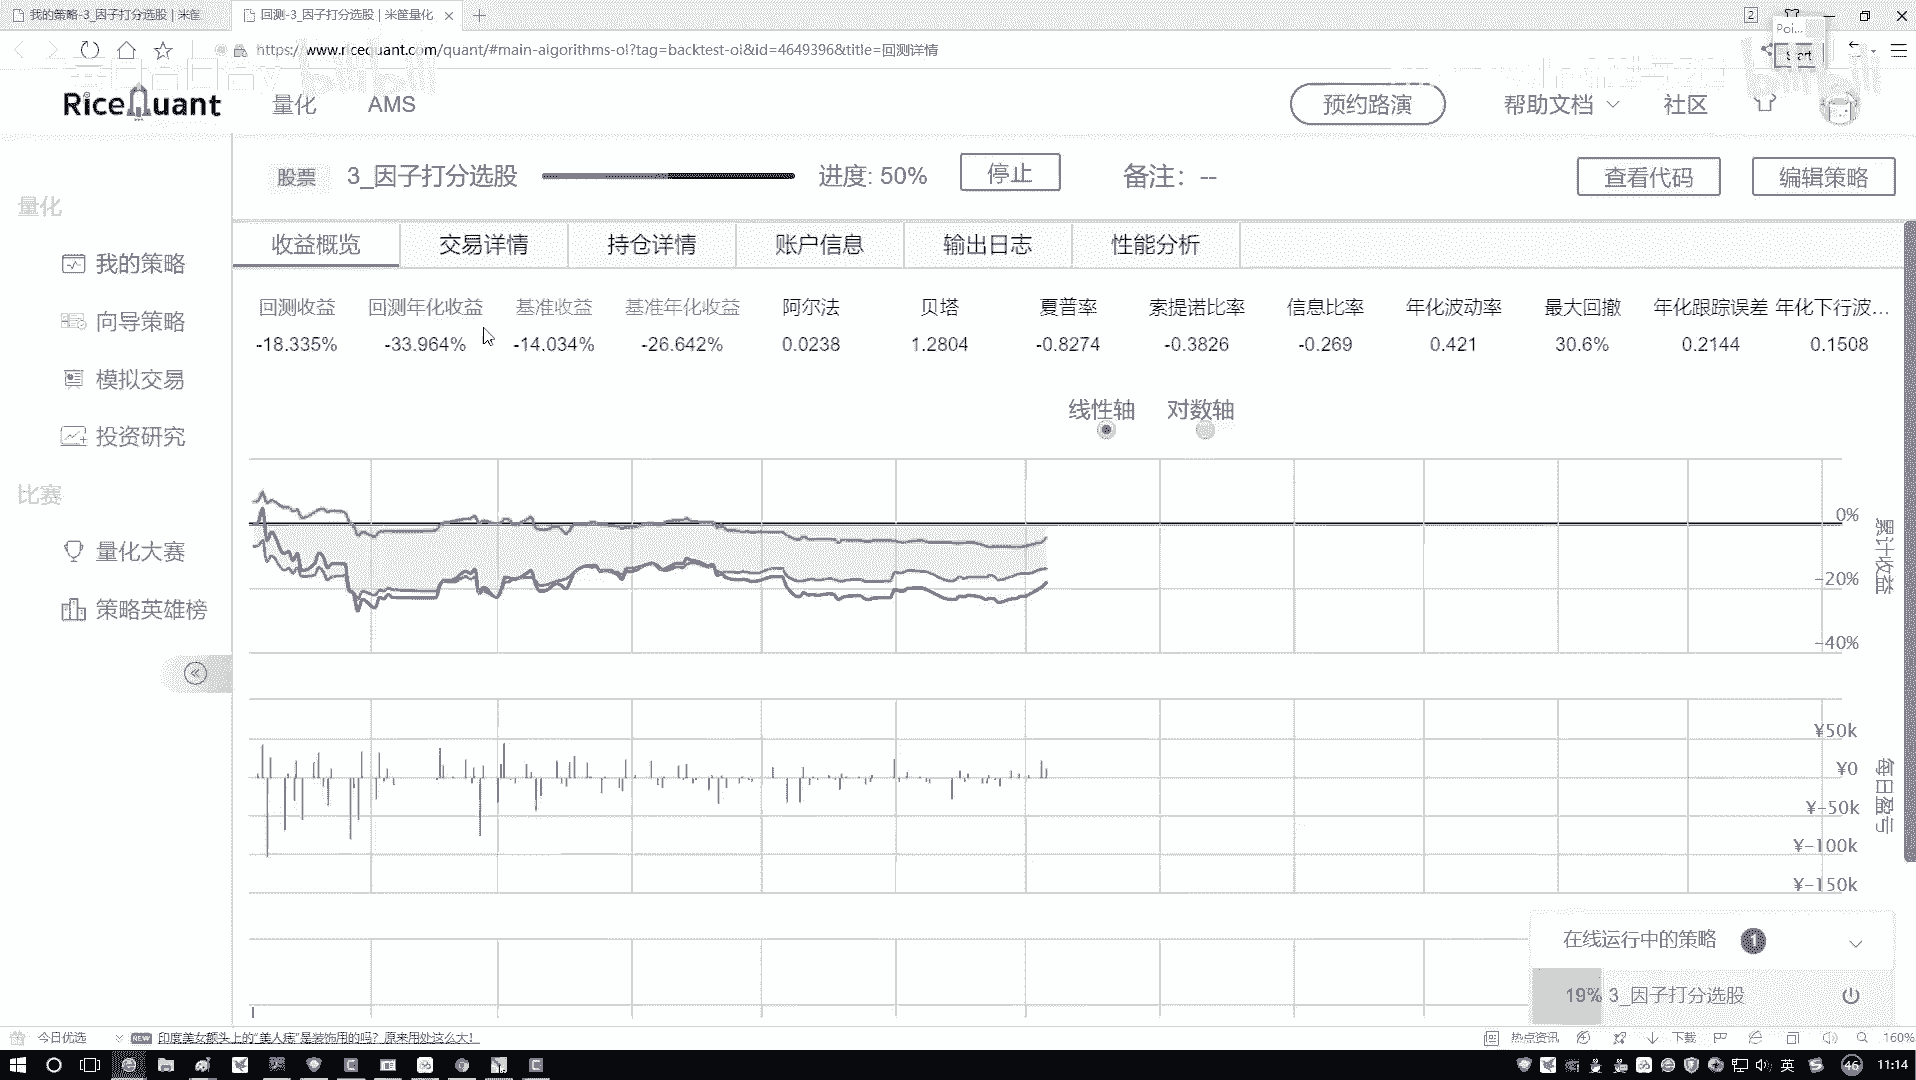 我的策略-3_因子打分选股 | 米筐
回测-3_因子打分选股 | 米筐量化
2
Poi...
https://www.ricequant.com/quant/#main-algorithms-ol?tag=backtest-ol&id=4649396&title=回测详情
Start
bilibili
RiceQuant
量化
AMS
预约路演
帮助文档
社区
股票
3_因子打分选股
进度: 50%
停止
备注： --
查看代码
编辑策略
量化
我的策略
向导策略
模拟交易
投资研究
比赛
量化大赛
策略英雄榜
收益概览
交易详情
持仓详情
账户信息
输出日志
性能分析
回测收益 回测年化收益 基准收益 基准年化收益 阿尔法 贝塔 夏普率 索提诺比率 信息比率 年化波动率 最大回撤 年化跟踪误差 年化下行波...
-18.335% -33.964% -14.034% -26.642% 0.0238 1.2804 -0.8274 -0.3826 -0.269 0.421 30.6% 0.2144 0.1508
线性轴 对数轴
0%
-20%
-40%
累计收益
¥50k
¥0
¥-50k
¥-100k
¥-150k
每日盈亏
在线运行中的策略 1
19% 3_因子打分选股
今日优选
NEW
印度美女额头上的“美人痣”是装饰用的吗？原来用处这么大！
热点资讯
下载
160%
英
46
11:14